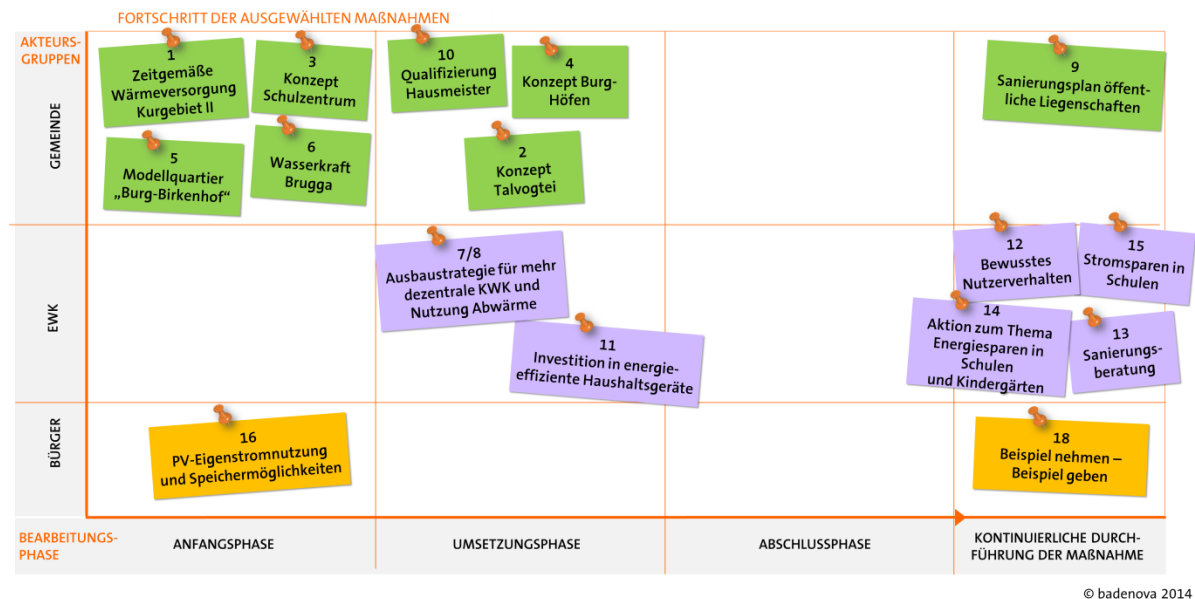 FORTSCHRITT DER AUSGEWÄHLTEN MAßNAHMEN
AKTEURS-
GRUPPEN
GEMEINDE
1
Zeitgemäße
Wärmeversorgung
Kurgebiet II
3
Konzept
Schulzentrum
5
Modellquartier
„Burg-Birkenhof“
6
Wasserkraft
Brugga
10
Qualifizierung
Hausmeister
4
Konzept Burg-
Höfen
2
Konzept
Talvogtei
9
Sanierungsplan öffent-
liche Liegenschaften
EWK
7/8
Ausbaustrategie für mehr
dezentrale KWK und
Nutzung Abwärme
11
Investition in energie-
effiziente Haushaltsgeräte
12
Bewusstes
Nutzerverhalten
15
Stromsparen in
Schulen
14
Aktion zum Thema
Energiesparen in
Schulen
und Kindergärten
13
Sanierungs-
beratung
BÜRGER
16
PV-Eigenstromnutzung
und Speichermöglichkeiten
18
Beispiel nehmen –
Beispiel geben
BEARBEITUNGS-
PHASE
ANFANGSPHASE
UMSETZUNGSPHASE
ABSCHLUSSPHASE
KONTINUIERLICHE DURCH-
FÜHRUNG DER MAßNAHME
© badenova 2014